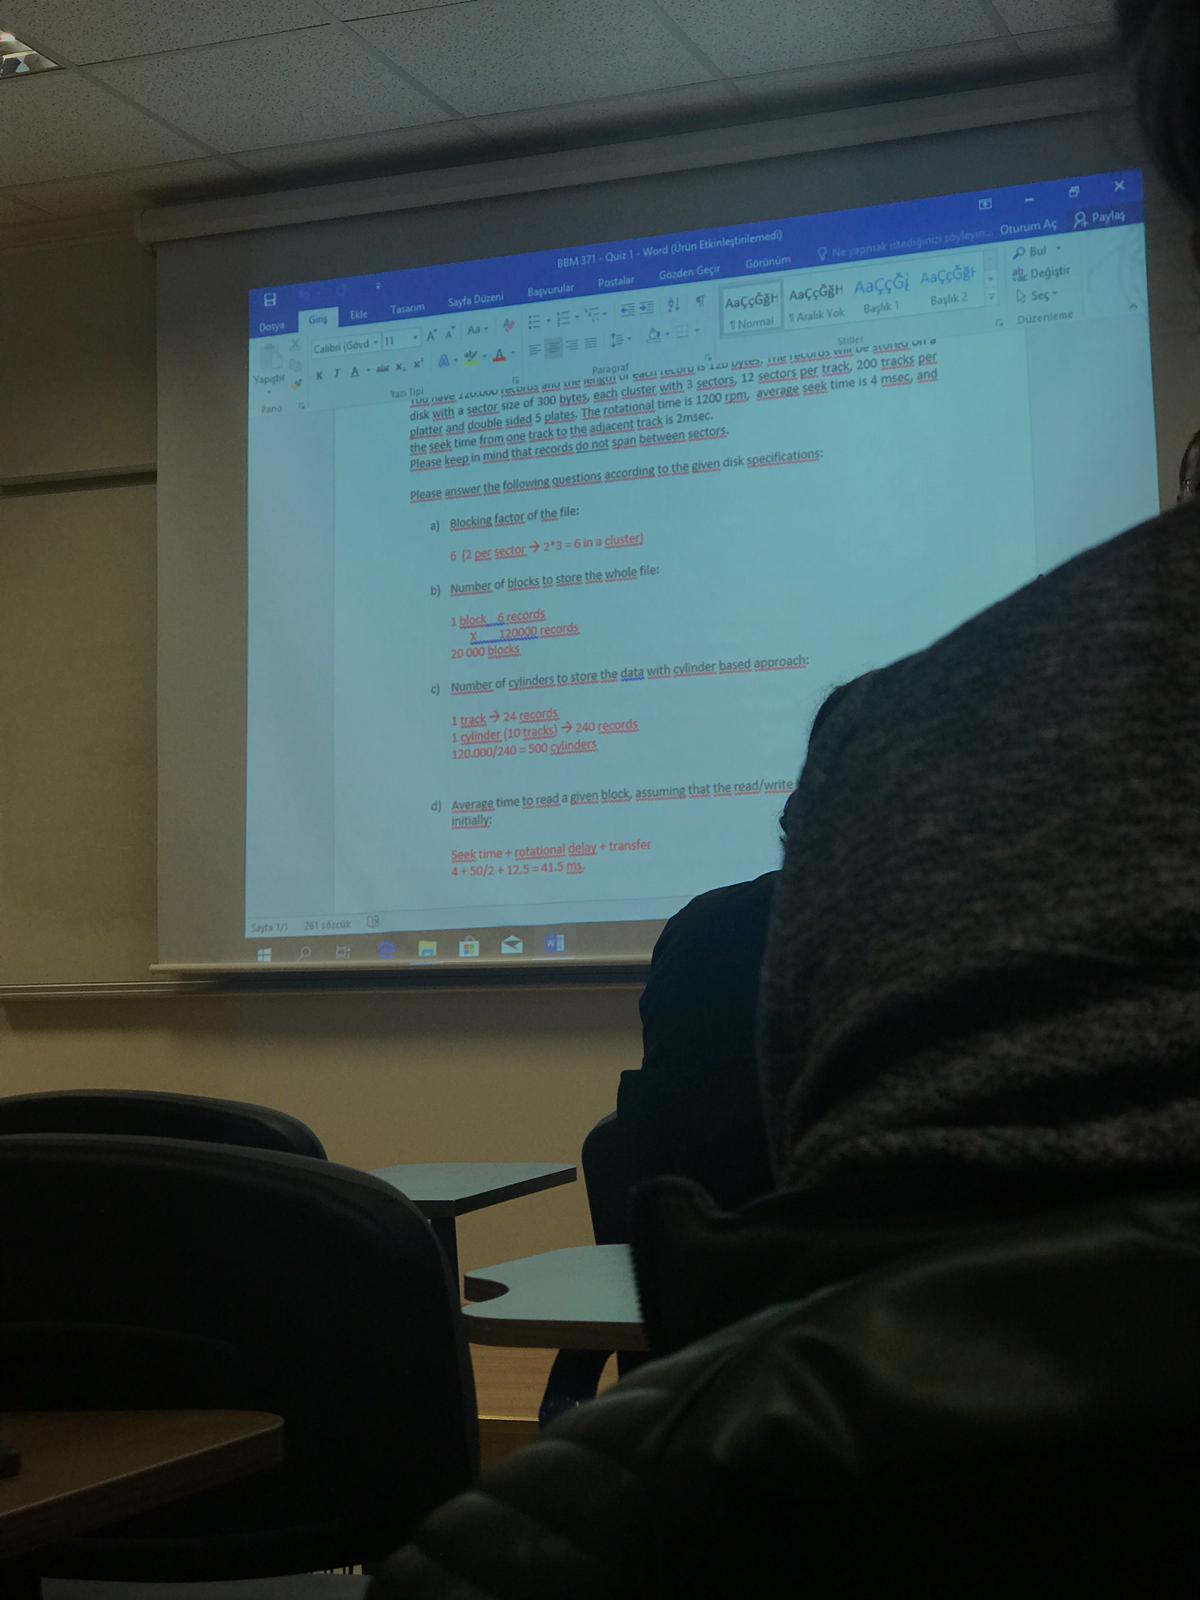 BBM 371 - Quiz 1 - Word (Ürün Etkinleştirilemedi)
Dosya Giriş Ekle Tasarım Sayfa Düzeni Başvurular Postalar Gözden Geçir Görünüm Ne yapmak istediğinizi söyleyin... Oturum Aç Paylaş
Yapıştır
Pano
Calibri (Gövd 11
K T A abc x₂ x²
Yazı Tipi
Paragraf
AaÇçĞğH AaÇçĞğH AaÇçĞğ AaÇçĞğH
¶ Normal ¶ Aralık Yok Başlık 1 Başlık 2
Stiller
Bul
Değiştir
Seç
Düzenleme
You have 120.000 records and the length of each record is 120 bytes. The records will be stored on a
disk with a sector size of 300 bytes, each cluster with 3 sectors, 12 sectors per track, 200 tracks per
platter and double sided 5 plates. The rotational time is 1200 rpm, average seek time is 4 msec, and
the seek time from one track to the adjacent track is 2msec.
Please keep in mind that records do not span between sectors.
Please answer the following questions according to the given disk specifications:
a) Blocking factor of the file:
6 (2 per sector → 2*3 = 6 in a cluster)
b) Number of blocks to store the whole file:
1 block 6 records
X 120000 records
20 000 blocks
c) Number of cylinders to store the data with cylinder based approach:
1 track → 24 records
1 cylinder (10 tracks) → 240 records
120.000/240 = 500 cylinders
d) Average time to read a given block, assuming that the read/write
initially:
Seek time + rotational delay + transfer
4 + 50/2 + 12.5 = 41.5 ms.
Sayfa 1/1 261 sözcük